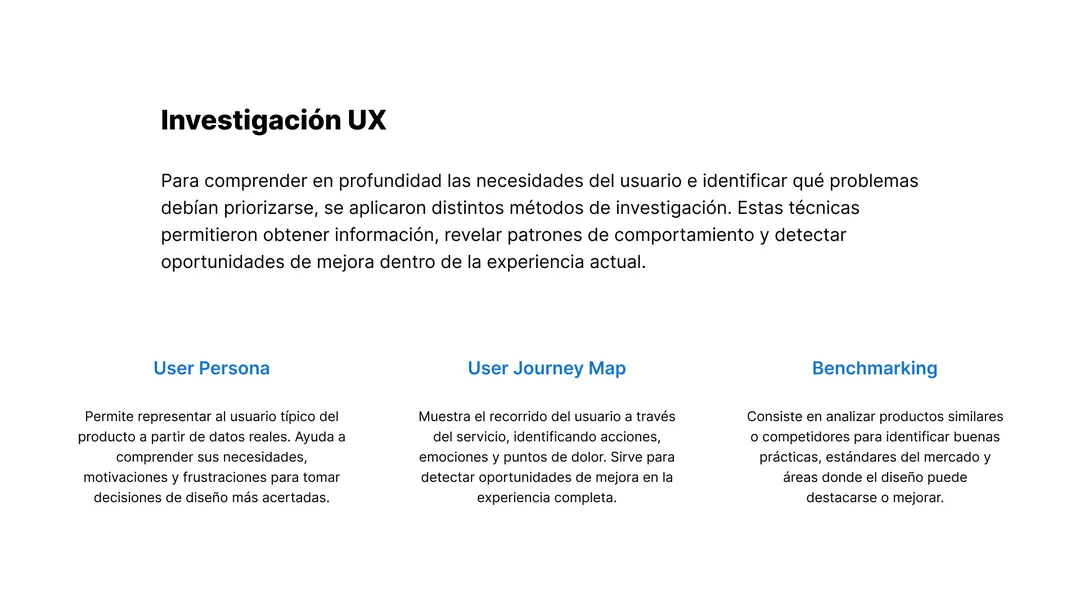 Investigación UX
Para comprender en profundidad las necesidades del usuario e identificar qué problemas
debían priorizarse, se aplicaron distintos métodos de investigación. Estas técnicas
permitieron obtener información, revelar patrones de comportamiento y detectar
oportunidades de mejora dentro de la experiencia actual.
User Persona
Permite representar al usuario típico del
producto a partir de datos reales. Ayuda a
comprender sus necesidades,
motivaciones y frustraciones para tomar
decisiones de diseño más acertadas.
User Journey Map
Muestra el recorrido del usuario a través
del servicio, identificando acciones,
emociones y puntos de dolor. Sirve para
detectar oportunidades de mejora en la
experiencia completa.
Benchmarking
Consiste en analizar productos similares
o competidores para identificar buenas
prácticas, estándares del mercado y
áreas donde el diseño puede
destacarse o mejorar.